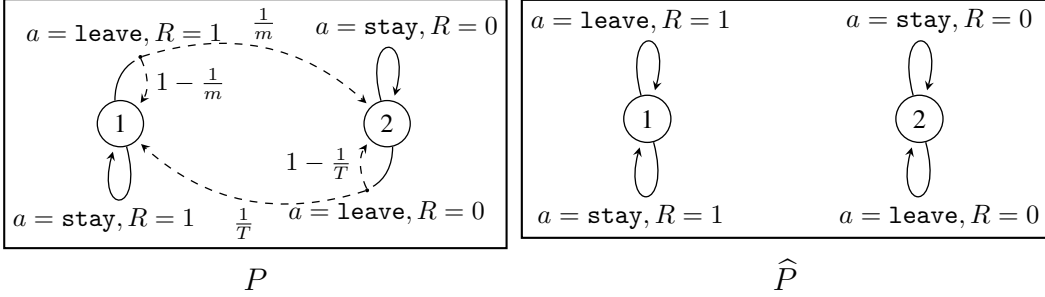 a = leave, R = 1
1/m
a = stay, R = 0
1 − 1/m
1
2
1 − 1/T
a = stay, R = 1
1/T
a = leave, R = 0
P
a = leave, R = 1
a = stay, R = 0
1
2
a = stay, R = 1
a = leave, R = 0
P̂